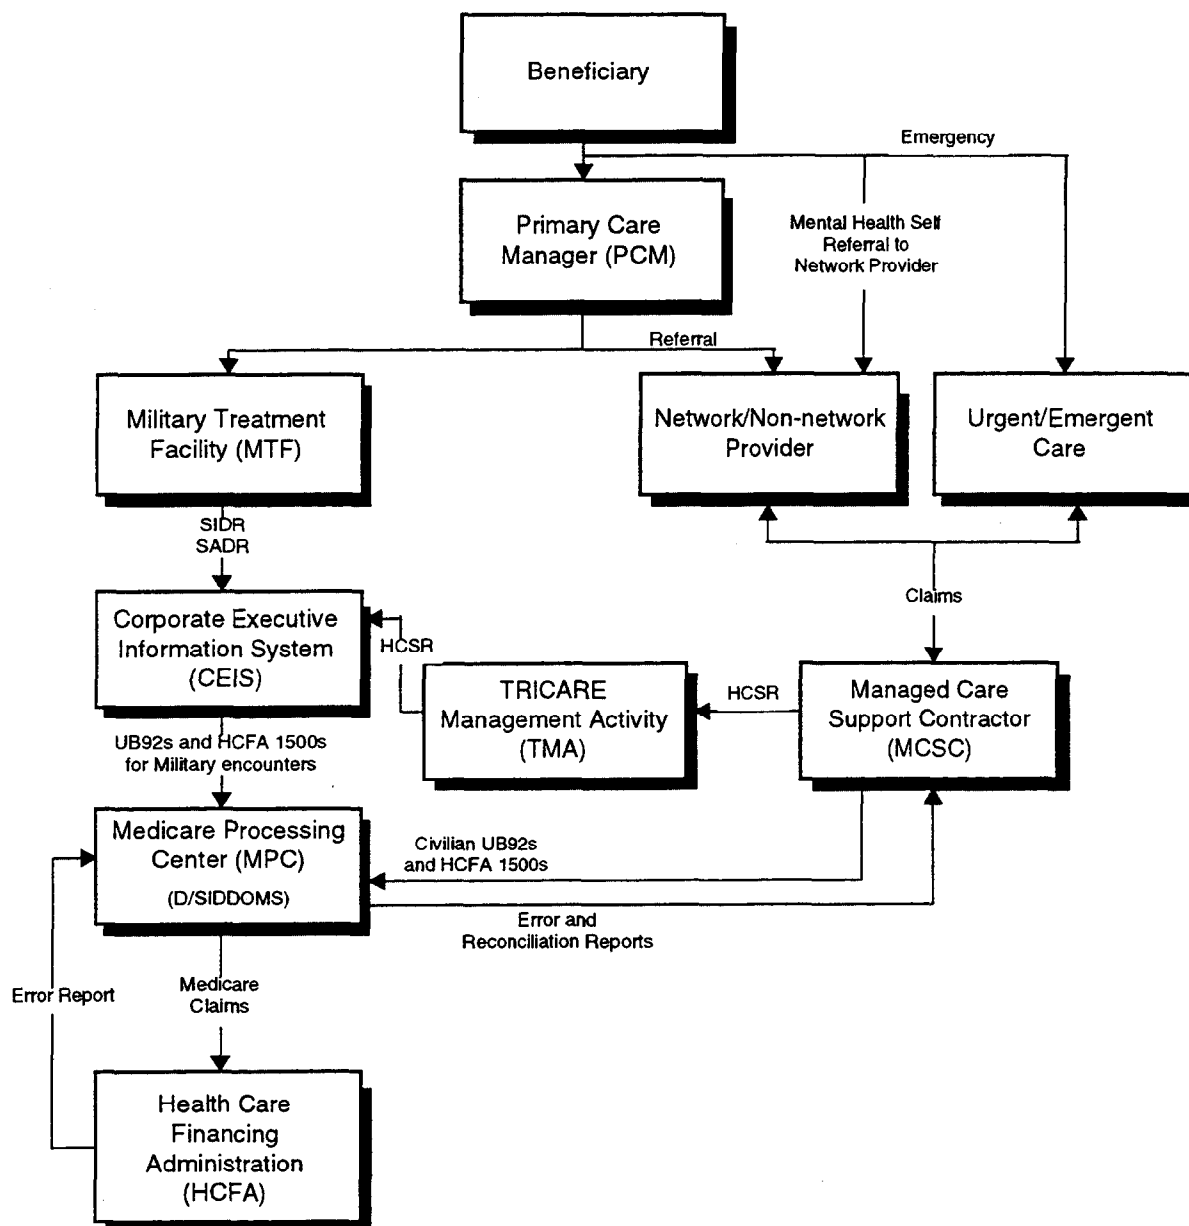 Beneficiary
Emergency
Primary Care
Manager (PCM)
Mental Health Self
Referral to
Network Provider
Referral
Military Treatment
Facility (MTF)
Network/Non-network
Provider
Urgent/Emergent
Care
SIDR
SADR
Claims
Corporate Executive
Information System
(CEIS)
HCSR
TRICARE
Management Activity
(TMA)
HCSR
Managed Care
Support Contractor
(MCSC)
UB92s and HCFA 1500s
for Military encounters
Medicare Processing
Center (MPC)
(D/SIDDOMS)
Civilian UB92s
and HCFA 1500s
Error and
Reconciliation Reports
Error Report
Medicare
Claims
Health Care
Financing
Administration
(HCFA)